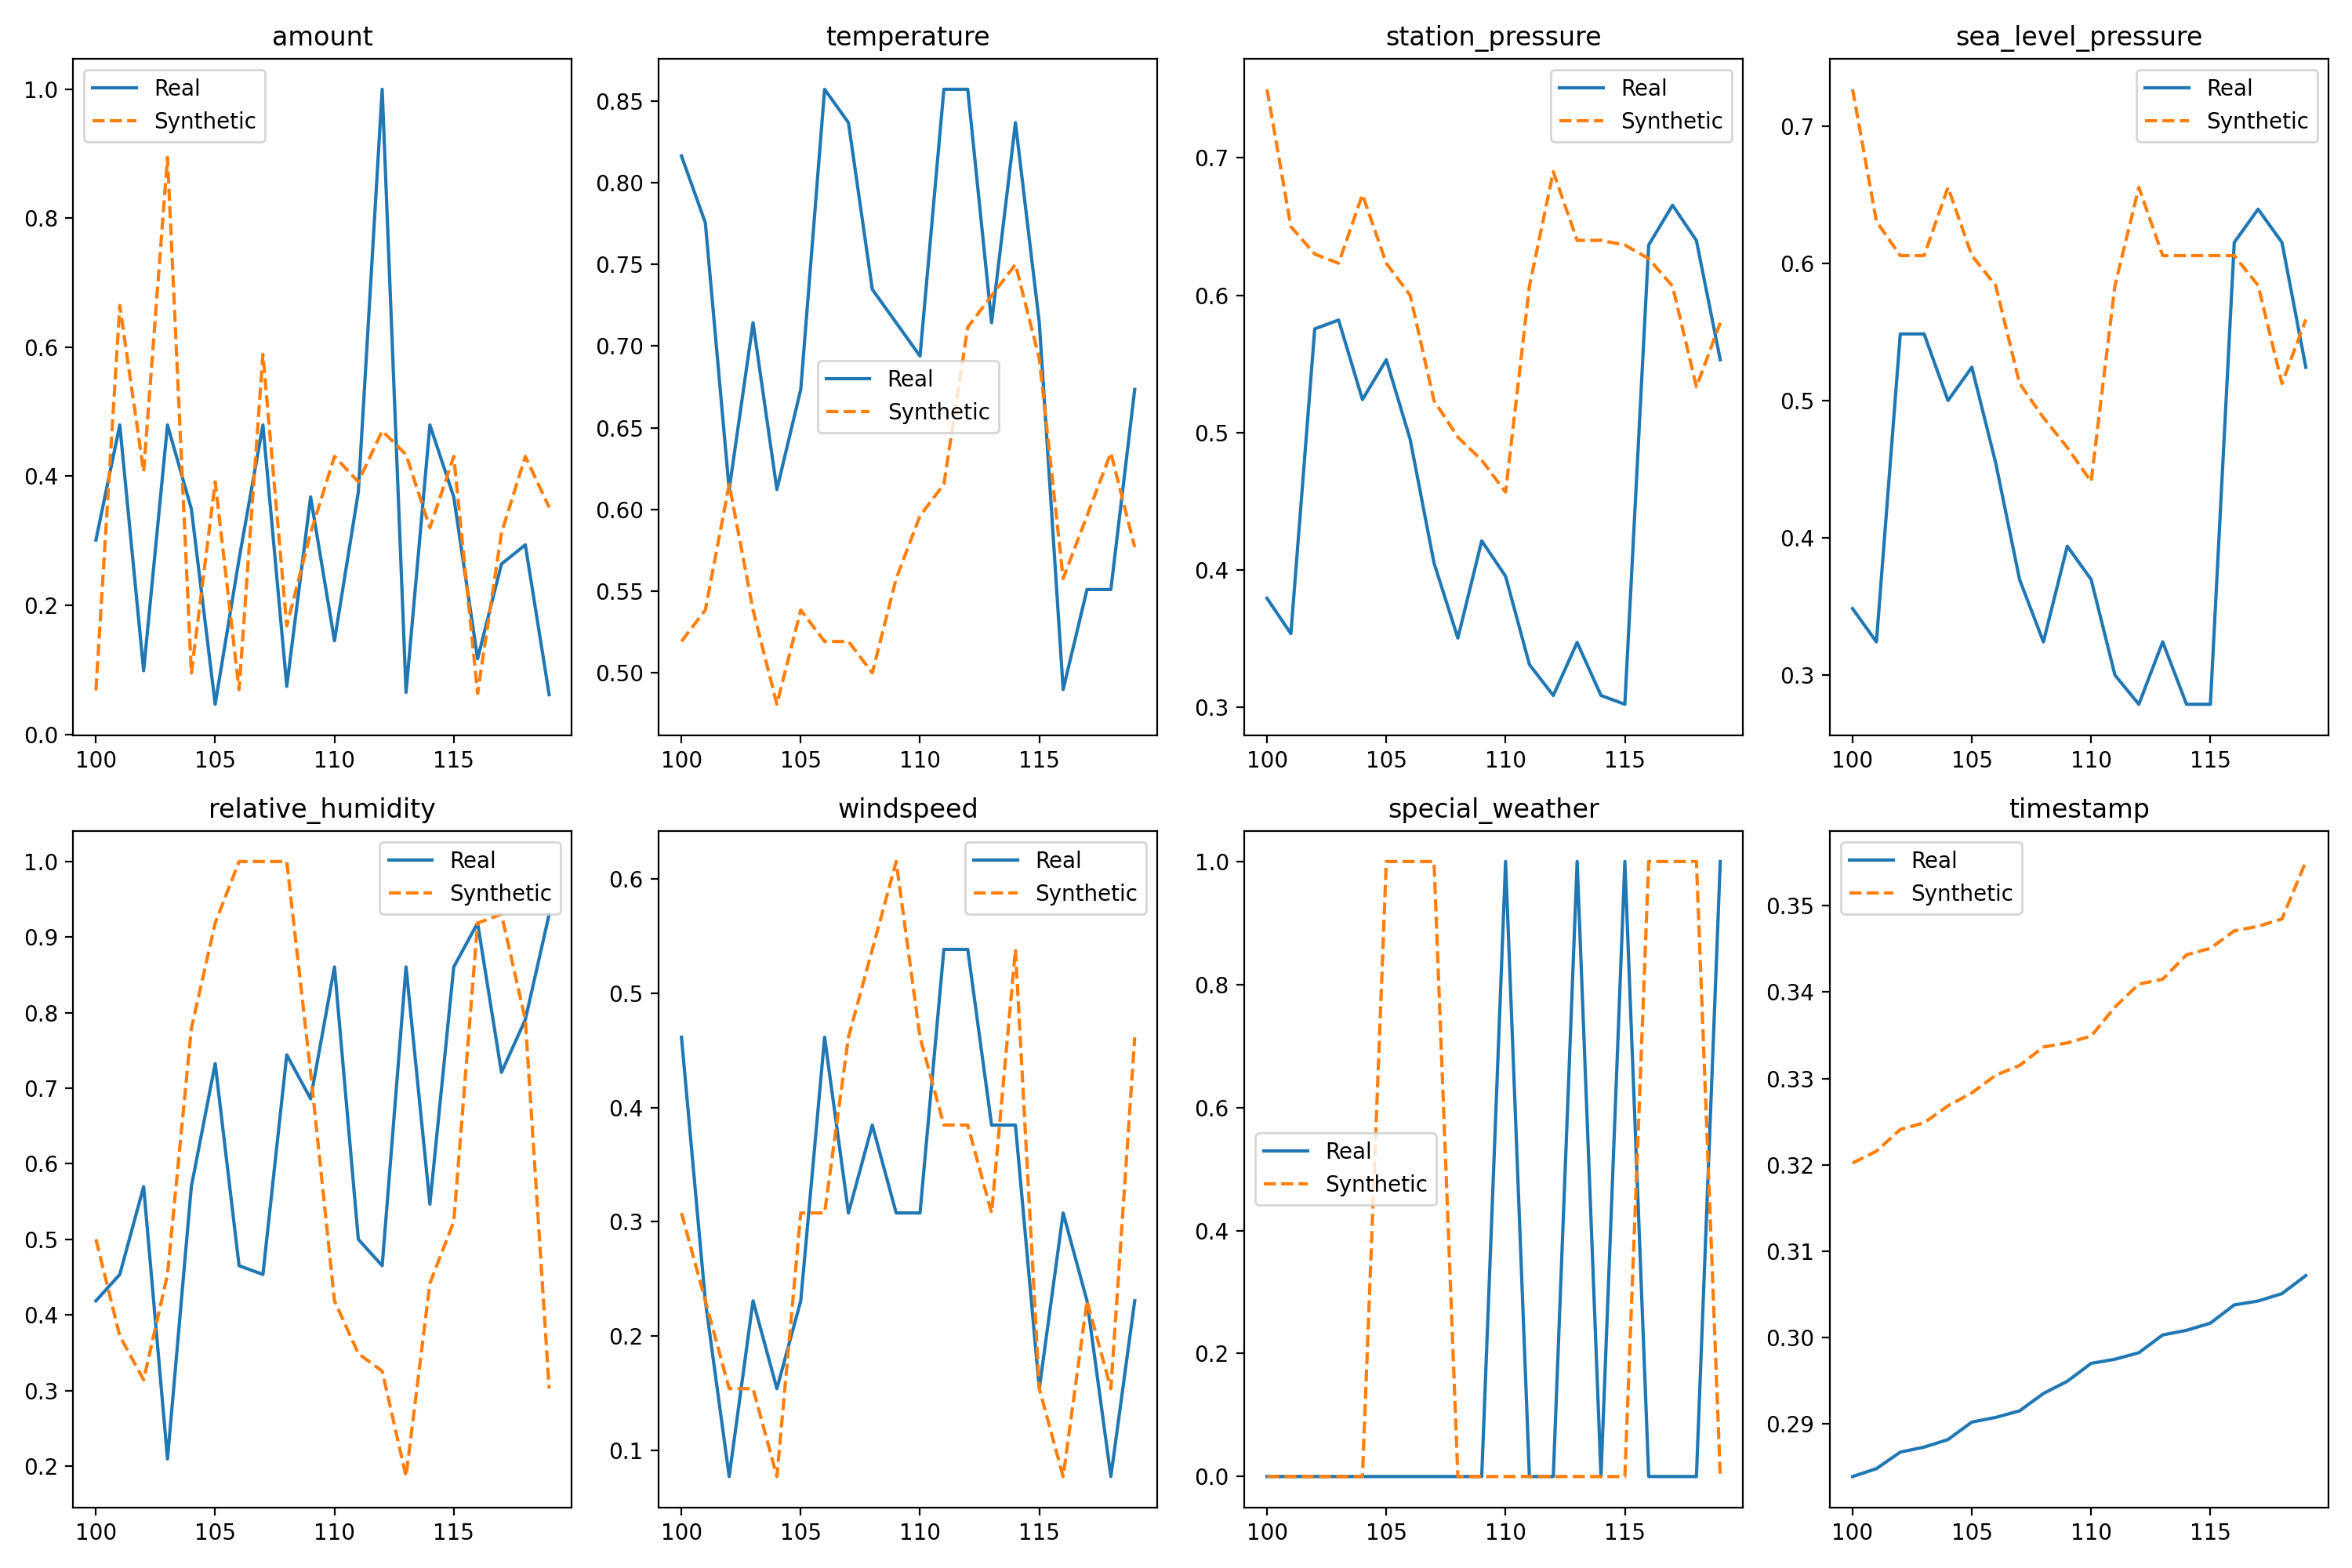 amount
1.0
0.8
0.6
0.4
0.2
0.0
100 105 110 115
Real
Synthetic
temperature
0.85
0.80
0.75
0.70
0.65
0.60
0.55
0.50
100 105 110 115
Real
Synthetic
station_pressure
0.7
0.6
0.5
0.4
0.3
100 105 110 115
Real
Synthetic
sea_level_pressure
0.7
0.6
0.5
0.4
0.3
100 105 110 115
Real
Synthetic
relative_humidity
1.0
0.9
0.8
0.7
0.6
0.5
0.4
0.3
0.2
100 105 110 115
Real
Synthetic
windspeed
0.6
0.5
0.4
0.3
0.2
0.1
100 105 110 115
Real
Synthetic
special_weather
1.0
0.8
0.6
0.4
0.2
0.0
100 105 110 115
Real
Synthetic
timestamp
0.35
0.34
0.33
0.32
0.31
0.30
0.29
100 105 110 115
Real
Synthetic